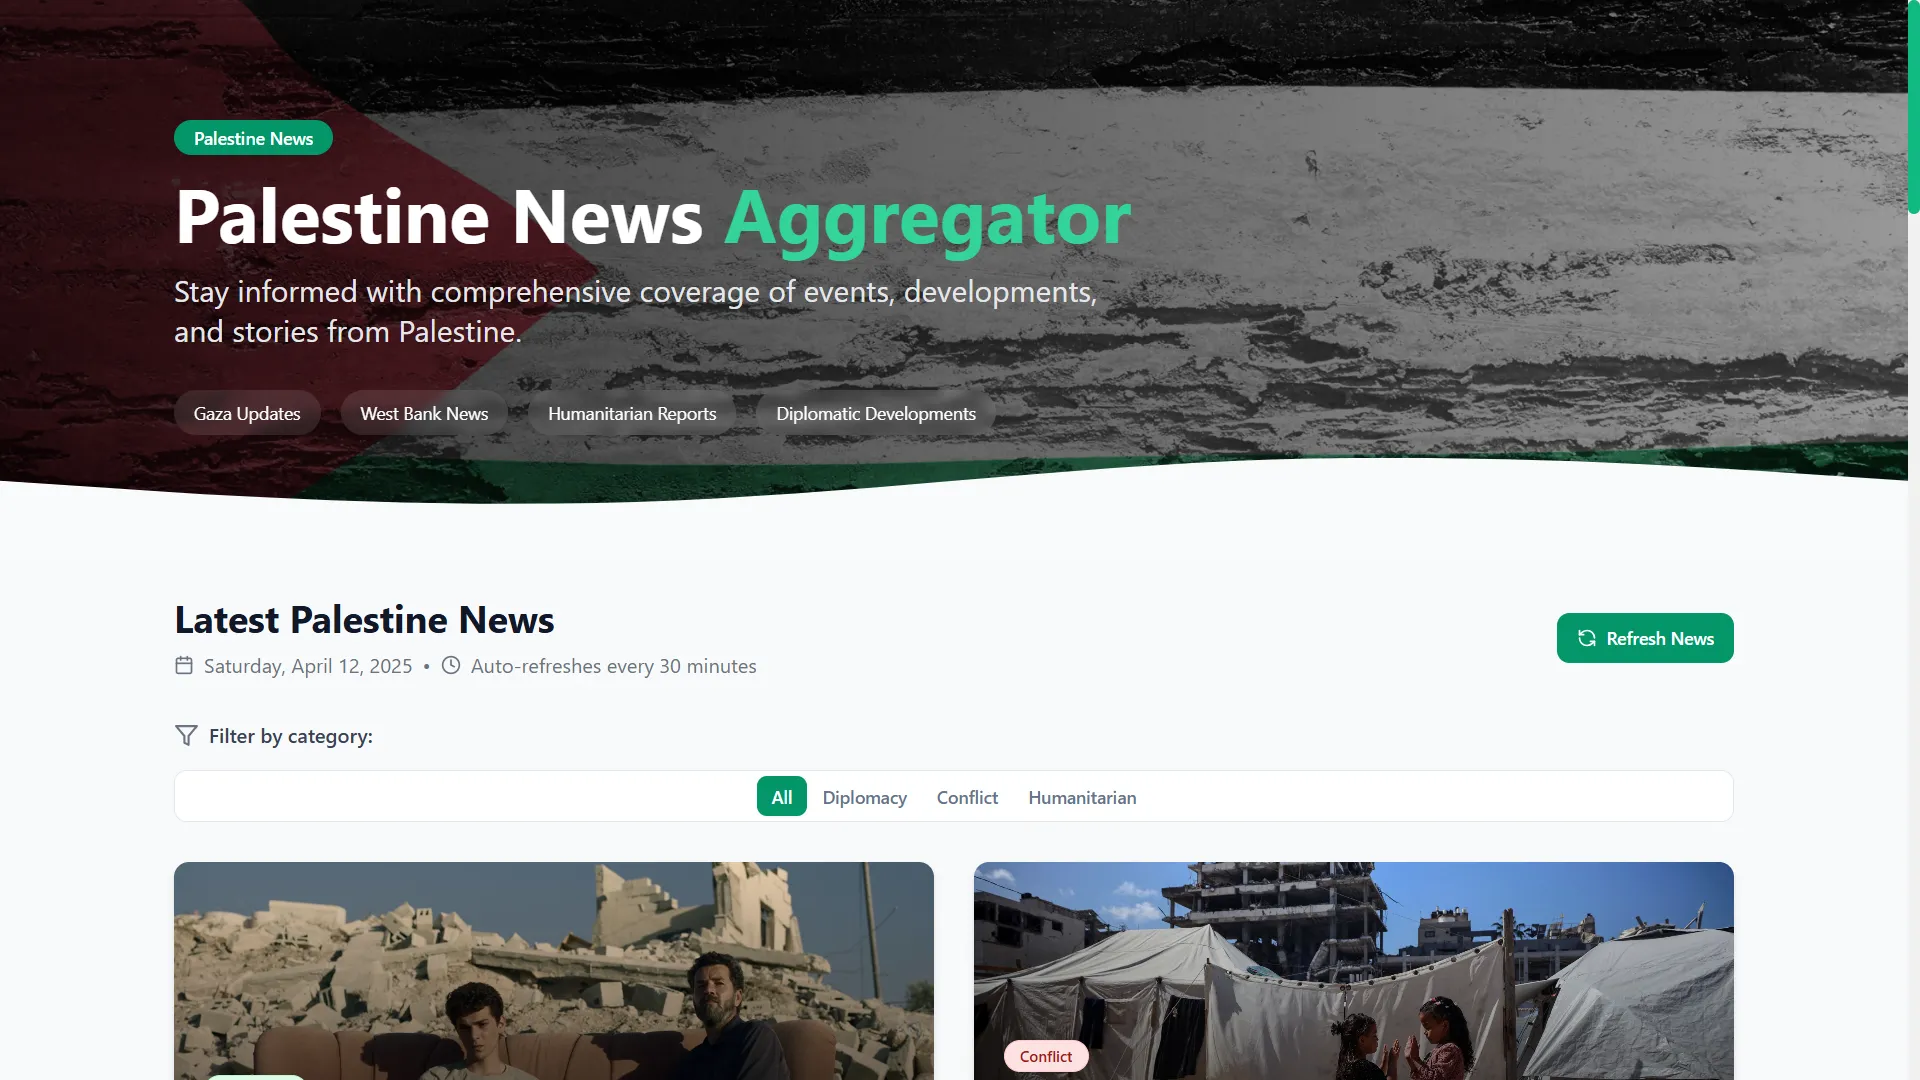 Palestine News
Palestine News Aggregator
Stay informed with comprehensive coverage of events, developments,
and stories from Palestine.
Gaza Updates
West Bank News
Humanitarian Reports
Diplomatic Developments
Latest Palestine News
Refresh News
Saturday, April 12, 2025 • Auto-refreshes every 30 minutes
Filter by category:
All
Diplomacy
Conflict
Humanitarian
Conflict